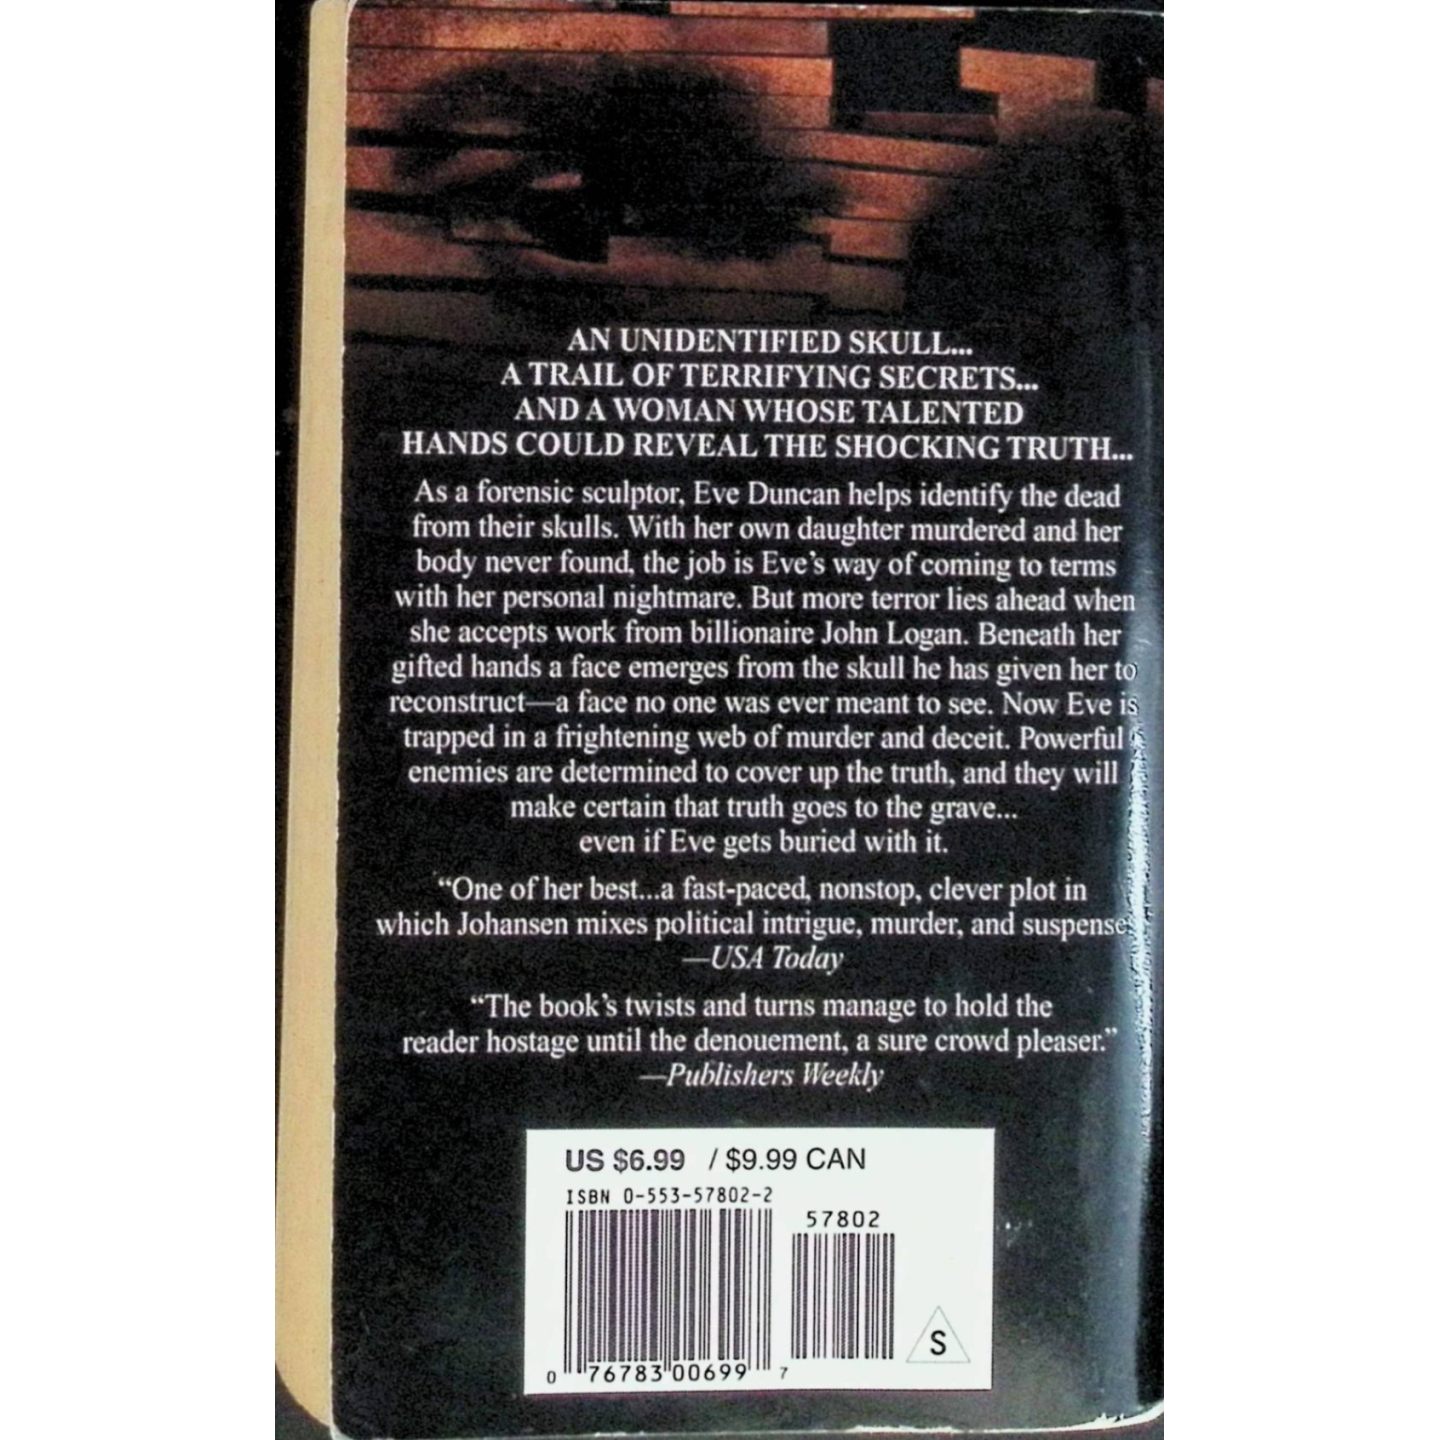 AN UNIDENTIFIED SKULL...
A TRAIL OF TERRIFYING SECRETS...
AND A WOMAN WHOSE TALENTED
HANDS COULD REVEAL THE SHOCKING TRUTH...
As a forensic sculptor, Eve Duncan helps identify the dead
from their skulls. With her own daughter murdered and her
body never found, the job is Eve's way of coming to terms
with her personal nightmare. But more terror lies ahead when
she accepts work from billionaire John Logan. Beneath her
gifted hands a face emerges from the skull he has given her to
reconstruct—a face no one was ever meant to see. Now Eve is
trapped in a frightening web of murder and deceit. Powerful
enemies are determined to cover up the truth, and they will
make certain that truth goes to the grave...
even if Eve gets buried with it.
“One of her best...a fast-paced, nonstop, clever plot in
which Johansen mixes political intrigue, murder, and suspense
—USA Today
“The book's twists and turns manage to hold the
reader hostage until the denouement, a sure crowd pleaser.”
—Publishers Weekly
US $6.99 / $9.99 CAN
ISBN 0-553-57802-2
57802
S
0 76783 00699 7